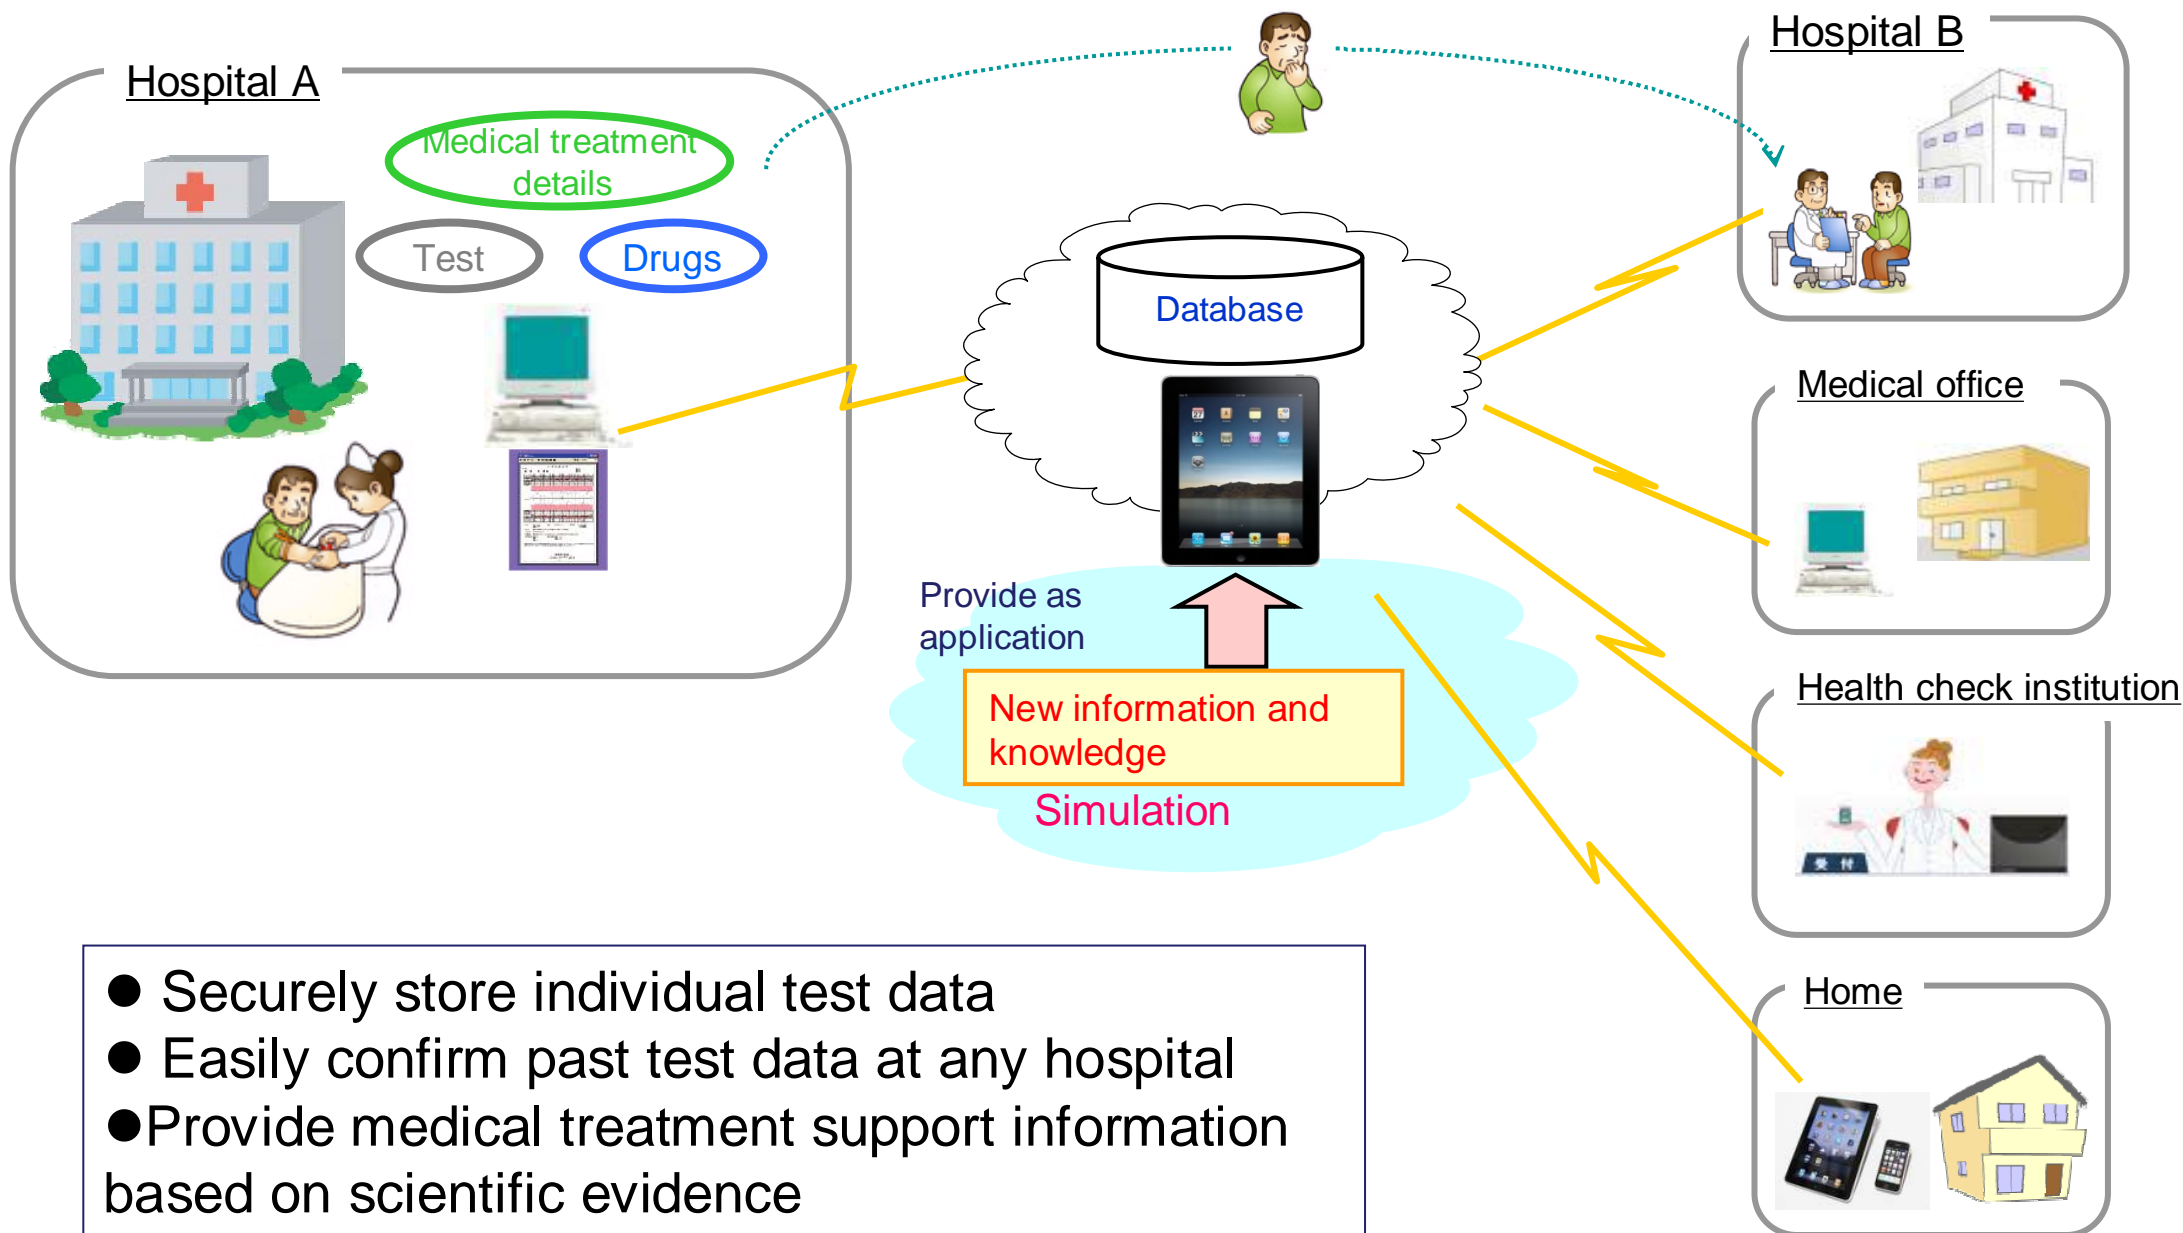 Hospital A
Hospital B
Medical treatment
details
Test
Drugs
Database
Medical office
Provide as
application
New information and
knowledge
Simulation
Health check institution
受付
Home
● Securely store individual test data
● Easily confirm past test data at any hospital
●Provide medical treatment support information
based on scientific evidence